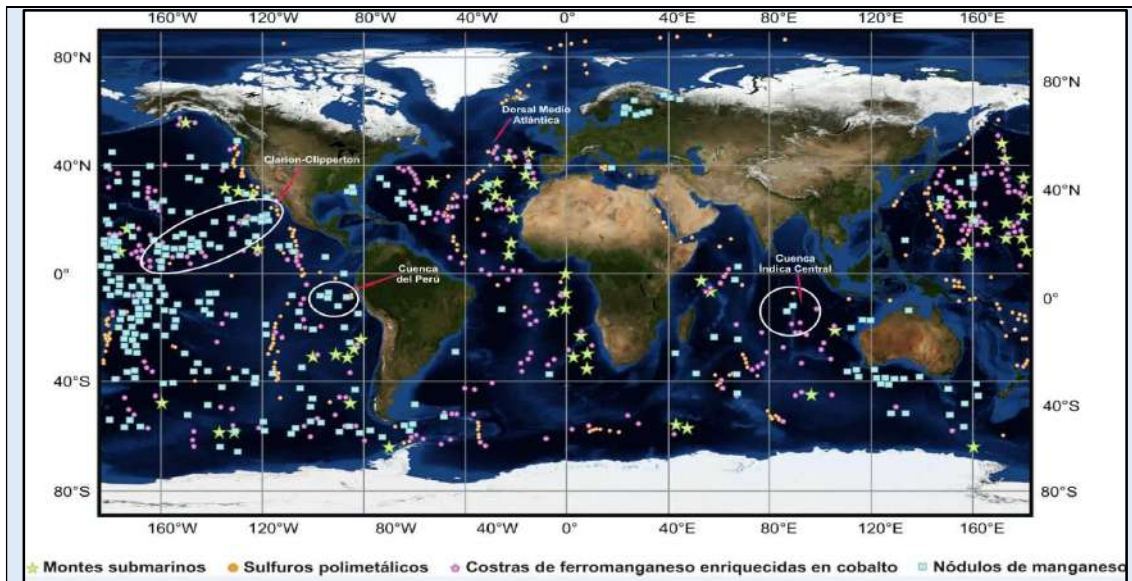 160°W 120°W 80°W 40°W 0° 40°E 80°E 120°E 160°E
80°N 80°N
Dorsal Medio
Atlántica
Clarion-Clipperton
40°N 40°N
Cuenca
Índica Central
Cuenca
del Perú
0° 0°
40°S 40°S
80°S 80°S
160°W 120°W 80°W 40°W 0° 40°E 80°E 120°E 160°E
Montes submarinos Sulfuros polimetálicos Costras de ferromanganeso enriquecidas en cobalto Nódulos de manganeso